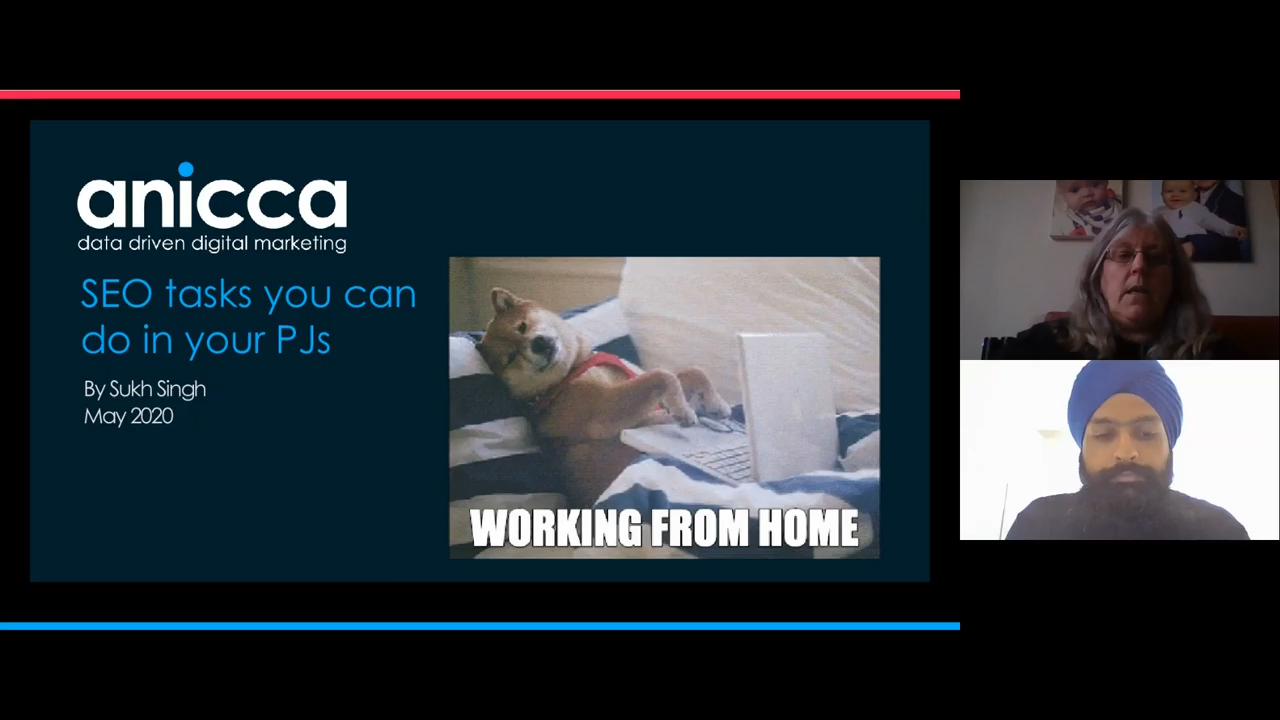 anicca
data driven digital marketing
SEO tasks you can
do in your PJs
By Sukh Singh
May 2020
WORKING FROM HOME